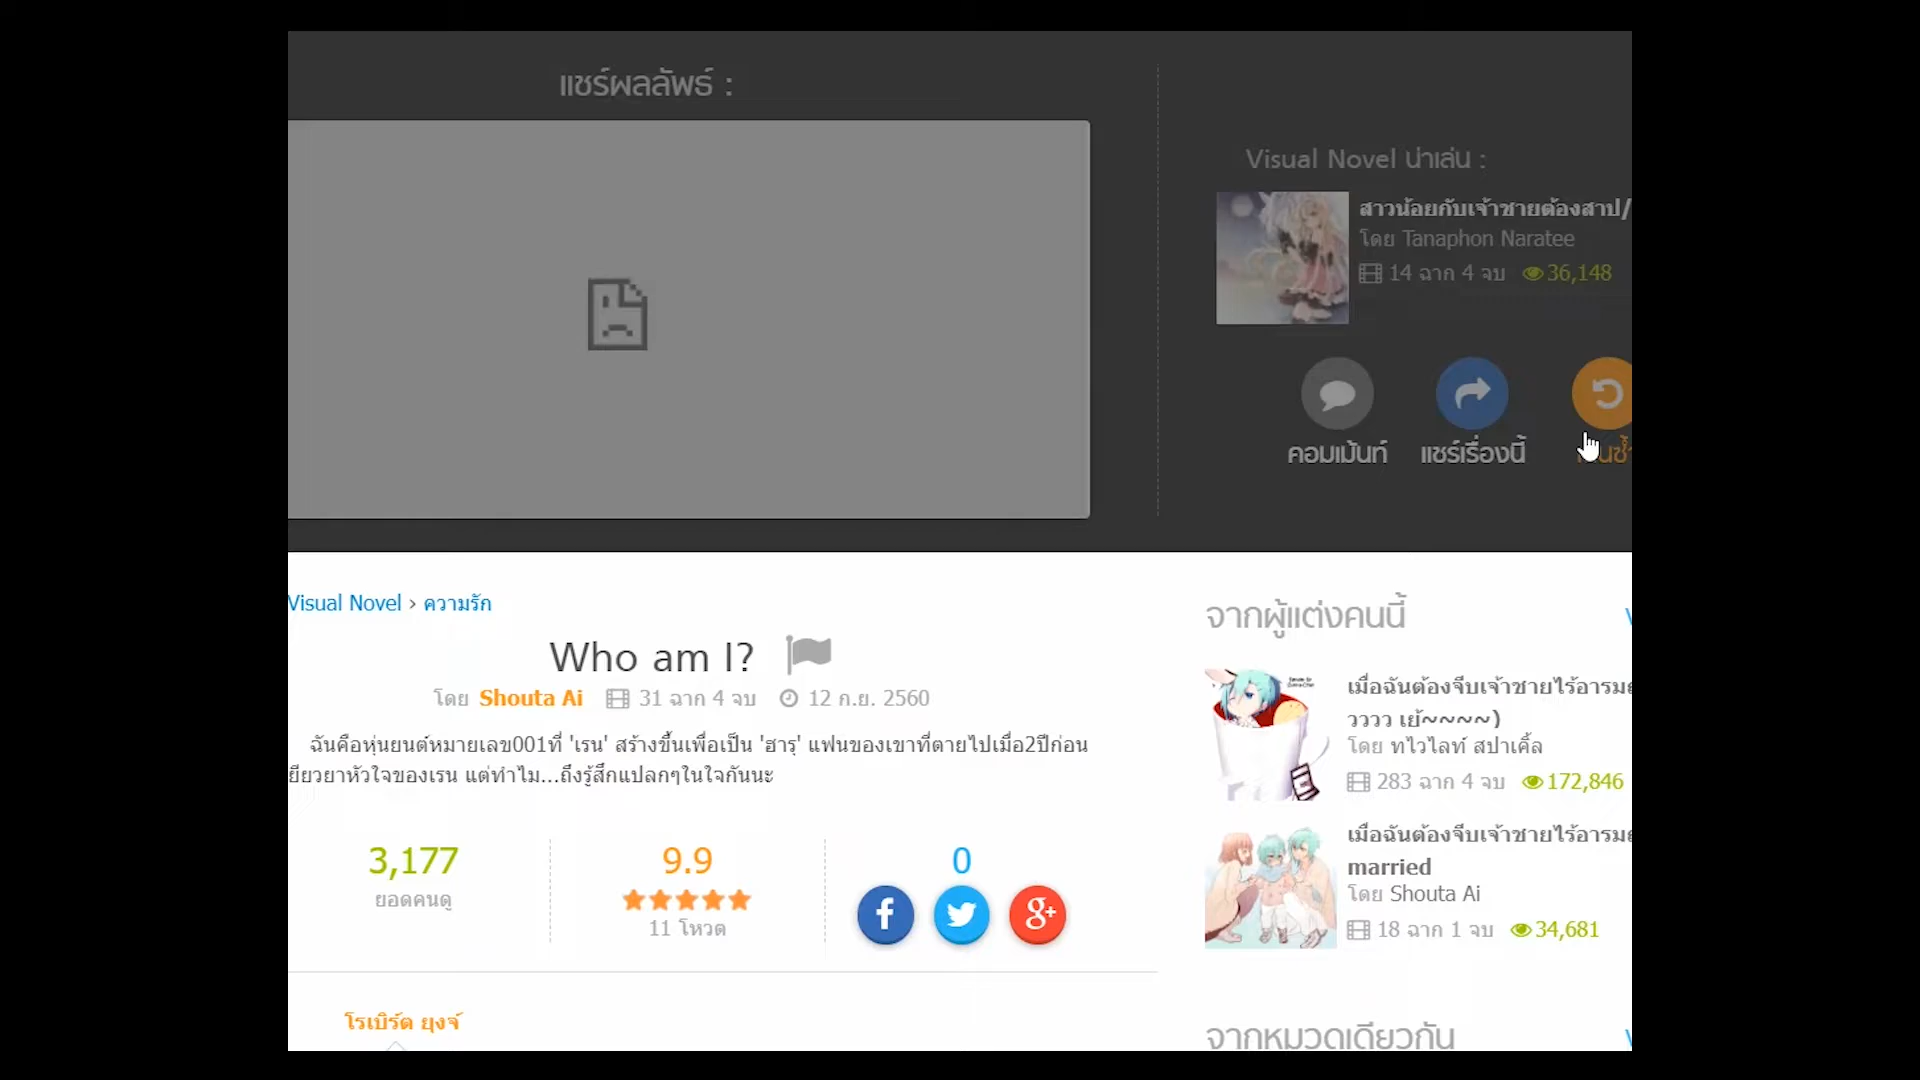 แชร์ผลลัพธ์ :
Visual Novel น่าเล่น :
สาวน้อยกับเจ้าชายต้องสาป/
โดย Tanaphon Naratee
14 ฉาก 4 จบ 36,148
คอมเม้นท์ แชร์เรื่องนี้
Visual Novel › ความรัก
Who am I?
โดย Shouta Ai 31 ฉาก 4 จบ 12 ก.ย. 2560
ฉันคือหุ่นยนต์หมายเลข001ที่ 'เรน' สร้างขึ้นเพื่อเป็น 'ฮารุ' แฟนของเขาที่ตายไปเมื่อ2ปีก่อน
ยียวยาหัวใจของเรน แต่ทำไม...ถึงรู้สึกแปลกๆในใจกันนะ
3,177
ยอดคนดู
9.9
11 โหวต
0
f
g+
โรเบิร์ต ยุงจ์
จากผู้แต่งคนนี้
เมื่อฉันต้องจีบเจ้าชายไร้อารม
วววว เย้~~~~)
โดย ทไวไลท์ สปาเคิ้ล
283 ฉาก 4 จบ 172,846
เมื่อฉันต้องจีบเจ้าชายไร้อารม
married
โดย Shouta Ai
18 ฉาก 1 จบ 34,681
จากหมวดเดียวกัน